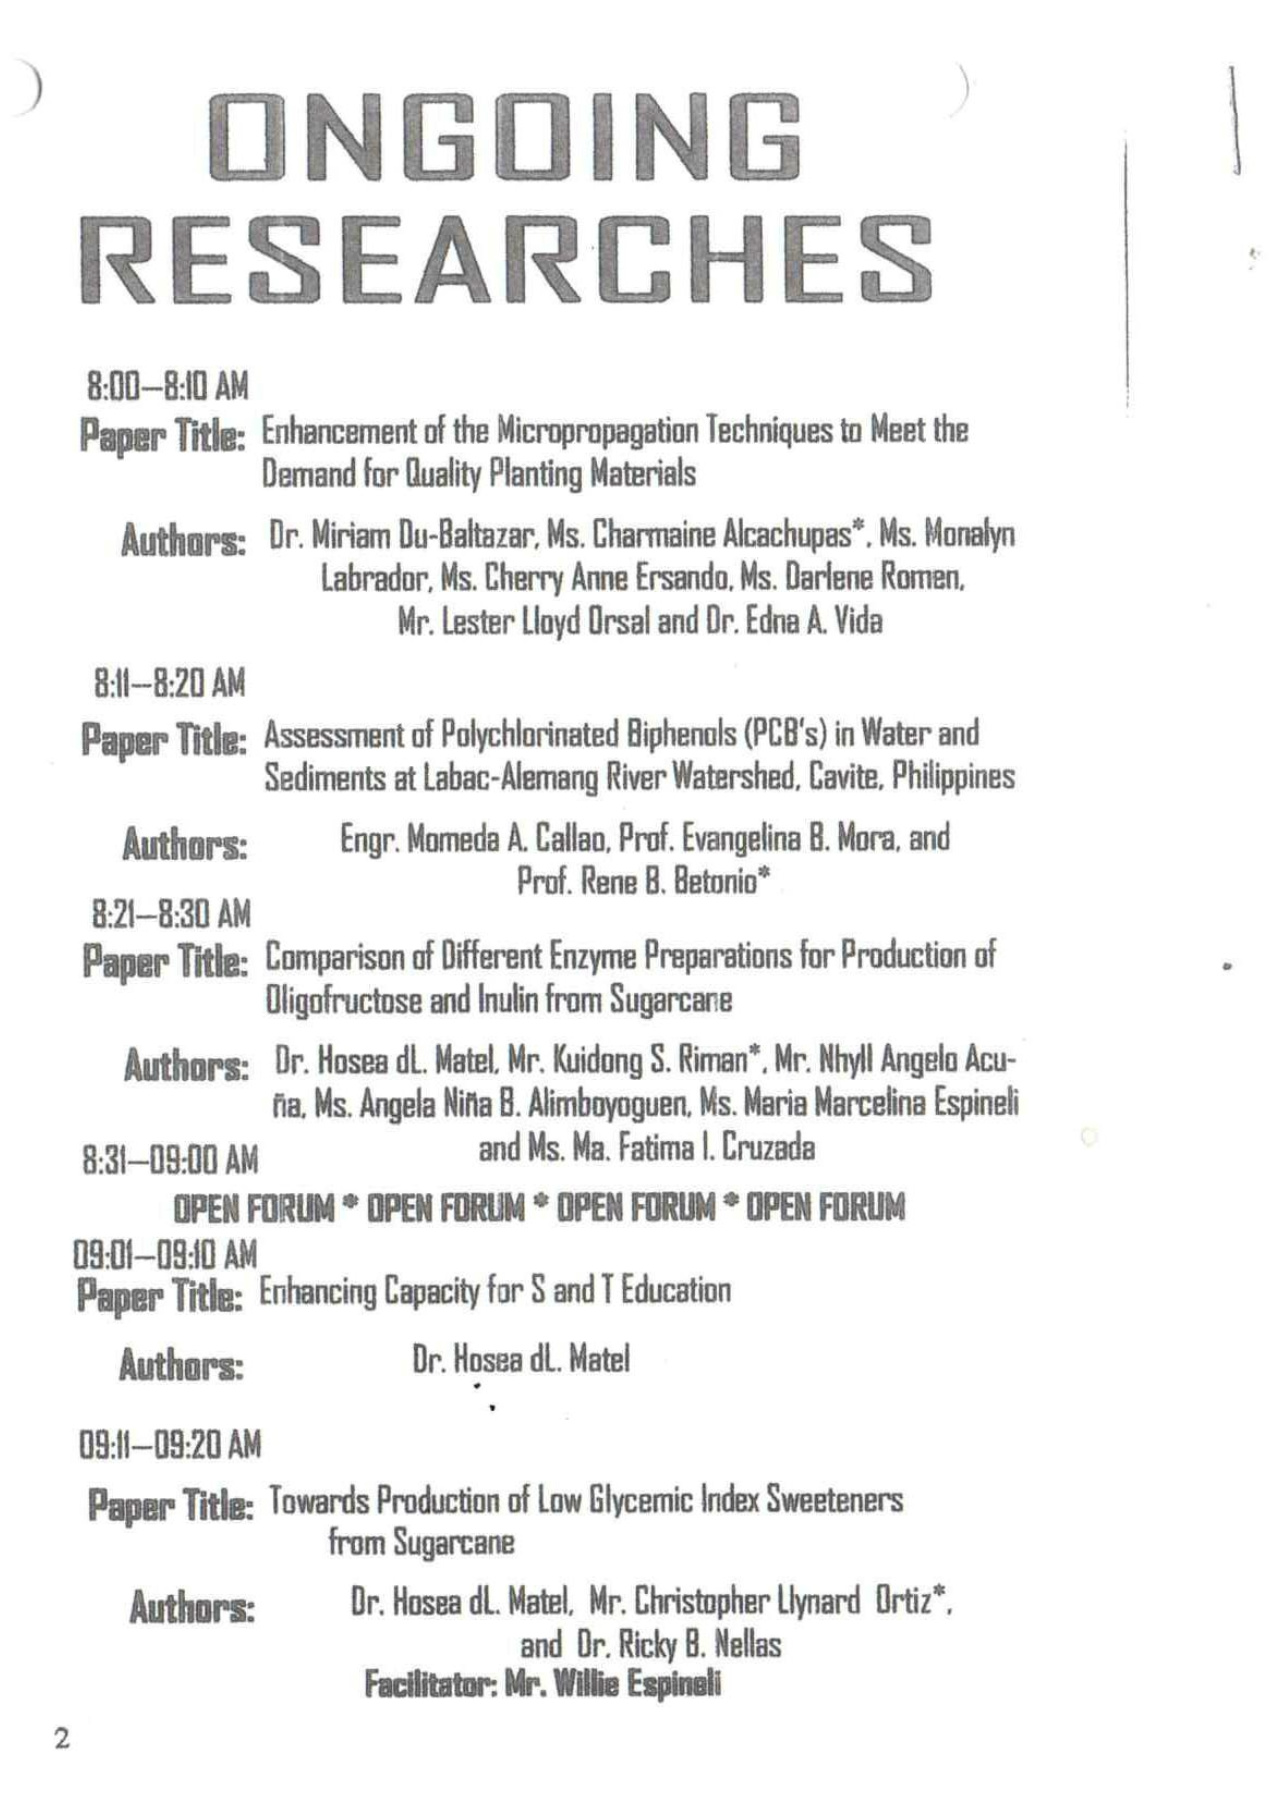 ONGOING
RESEARCHES
8:00–8:10 AM
Paper Title: Enhancement of the Micropropagation Techniques to Meet the
Demand for Quality Planting Materials
Authors: Dr. Miriam Du-Baltazar, Ms. Charmaine Alcachupas*, Ms. Monalyn
Labrador, Ms. Cherry Anne Ersando, Ms. Darlene Romen,
Mr. Lester Lloyd Orsal and Dr. Edna A. Vida
8:11–8:20 AM
Paper Title: Assessment of Polychlorinated Biphenols (PCB's) in Water and
Sediments at Labac-Alemang River Watershed, Cavite, Philippines
Authors: Engr. Momeda A. Callao, Prof. Evangelina B. Mora, and
Prof. Rene B. Betonio*
8:21–8:30 AM
Paper Title: Comparison of Different Enzyme Preparations for Production of
Oligofructose and Inulin from Sugarcane
Authors: Dr. Hosea dL. Matel, Mr. Kuidong S. Riman*, Mr. Nhyll Angelo Acu-
ña, Ms. Angela Niña B. Alimboyoguen, Ms. Maria Marcelina Espineli
and Ms. Ma. Fatima I. Cruzada
8:31–09:00 AM
OPEN FORUM * OPEN FORUM * OPEN FORUM * OPEN FORUM
09:01–09:10 AM
Paper Title: Enhancing Capacity for S and T Education
Authors: Dr. Hosea dL. Matel
09:11–09:20 AM
Paper Title: Towards Production of Low Glycemic Index Sweeteners
from Sugarcane
Authors: Dr. Hosea dL. Matel, Mr. Christopher Llynard Ortiz*,
and Dr. Ricky B. Nellas
Facilitator: Mr. Willie Espineli
2